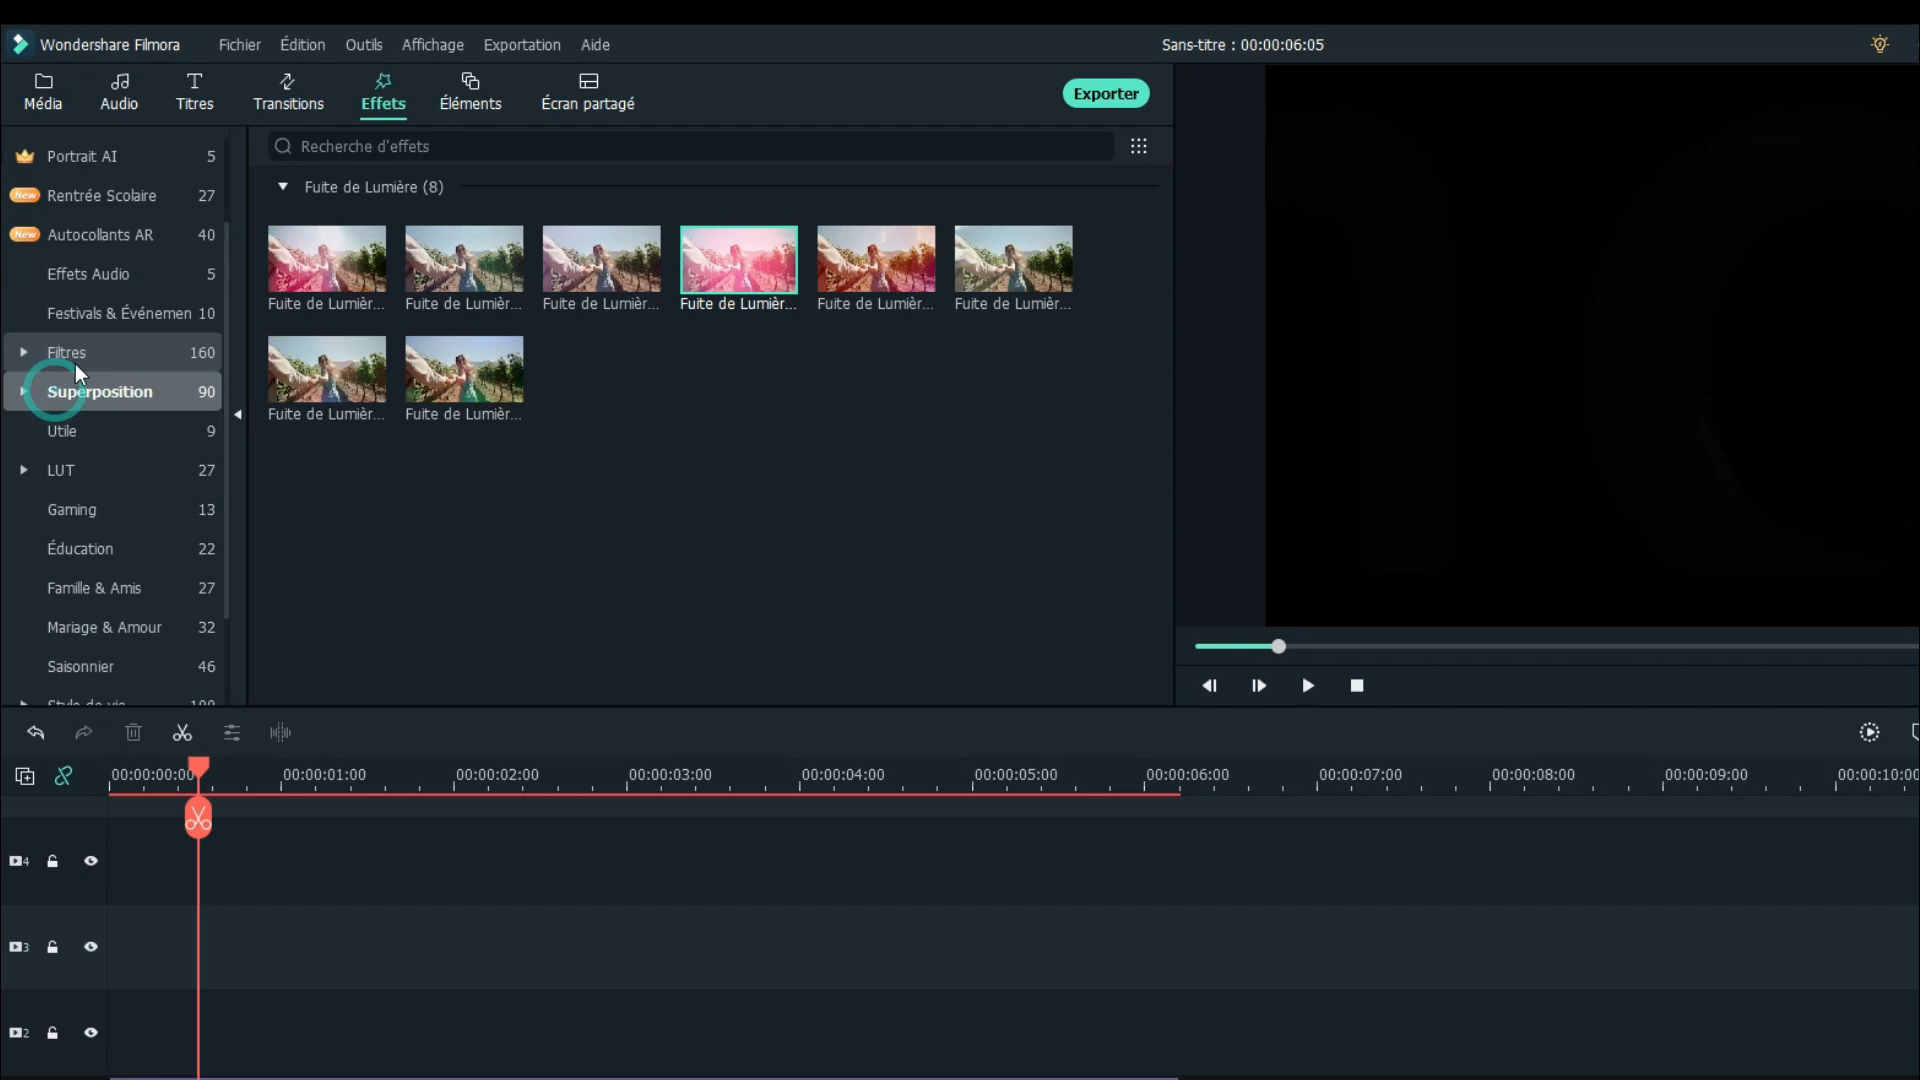 Wondershare Filmora
Fichier Édition Outils Affichage Exportation Aide
Sans-titre : 00:00:06:05
Média Audio Titres Transitions Effets Éléments Écran partagé
Exporter
Portrait AI 5
New Rentrée Scolaire 27
New Autocollants AR 40
Effets Audio 5
Festivals & Événemen 10
Filtres 160
Superposition 90
Utile 9
LUT 27
Gaming 13
Éducation 22
Famille & Amis 27
Mariage & Amour 32
Saisonnier 46
Recherche d'effets
Fuite de Lumière (8)
Fuite de Lumièr... Fuite de Lumièr... Fuite de Lumièr... Fuite de Lumièr... Fuite de Lumièr... Fuite de Lumièr...
Fuite de Lumièr... Fuite de Lumièr...
00:00:00:00 00:00:01:00 00:00:02:00 00:00:03:00 00:00:04:00 00:00:05:00 00:00:06:00 00:00:07:00 00:00:08:00 00:00:09:00 00:00:10:00
4
3
2